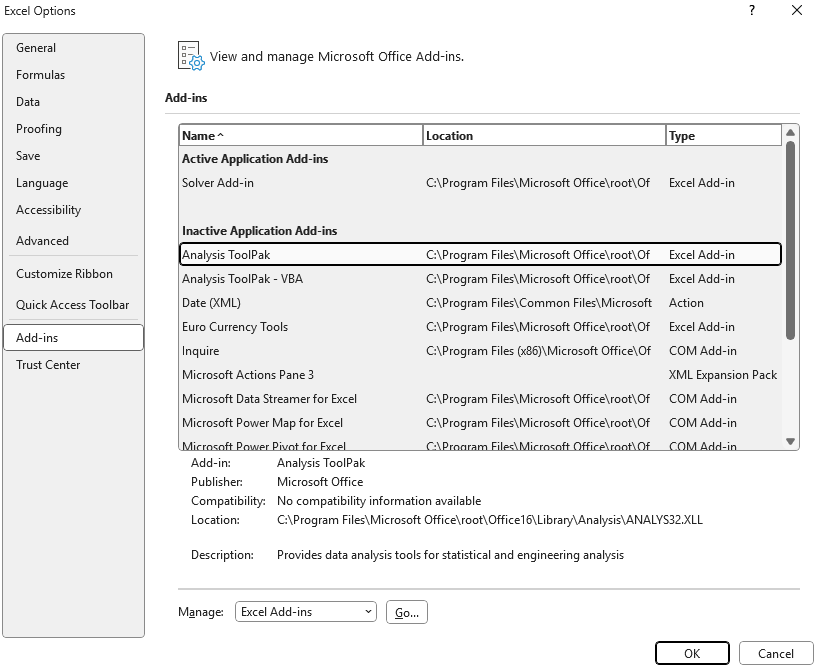 Excel Options
?
General
Formulas
Data
Proofing
Save
Language
Accessibility
Advanced
Customize Ribbon
Quick Access Toolbar
Add-ins
Trust Center
View and manage Microsoft Office Add-ins.
Add-ins
Name Location Type
Active Application Add-ins
Solver Add-in C:\Program Files\Microsoft Office\root\Of Excel Add-in
Inactive Application Add-ins
Analysis ToolPak C:\Program Files\Microsoft Office\root\Of Excel Add-in
Analysis ToolPak - VBA C:\Program Files\Microsoft Office\root\Of Excel Add-in
Date (XML) C:\Program Files\Common Files\Microsoft Action
Euro Currency Tools C:\Program Files\Microsoft Office\root\Of Excel Add-in
Inquire C:\Program Files (x86)\Microsoft Office\Of COM Add-in
Microsoft Actions Pane 3 XML Expansion Pack
Microsoft Data Streamer for Excel C:\Program Files\Microsoft Office\root\Of COM Add-in
Microsoft Power Map for Excel C:\Program Files\Microsoft Office\root\Of COM Add-in
Microsoft Power Pivot for Excel C:\Program Files\Microsoft Office\root\Of COM Add-in
Add-in: Analysis ToolPak
Publisher: Microsoft Office
Compatibility: No compatibility information available
Location: C:\Program Files\Microsoft Office\root\Office16\Library\Analysis\ANALYS32.XLL
Description: Provides data analysis tools for statistical and engineering analysis
Manage: Excel Add-ins Go...
OK Cancel